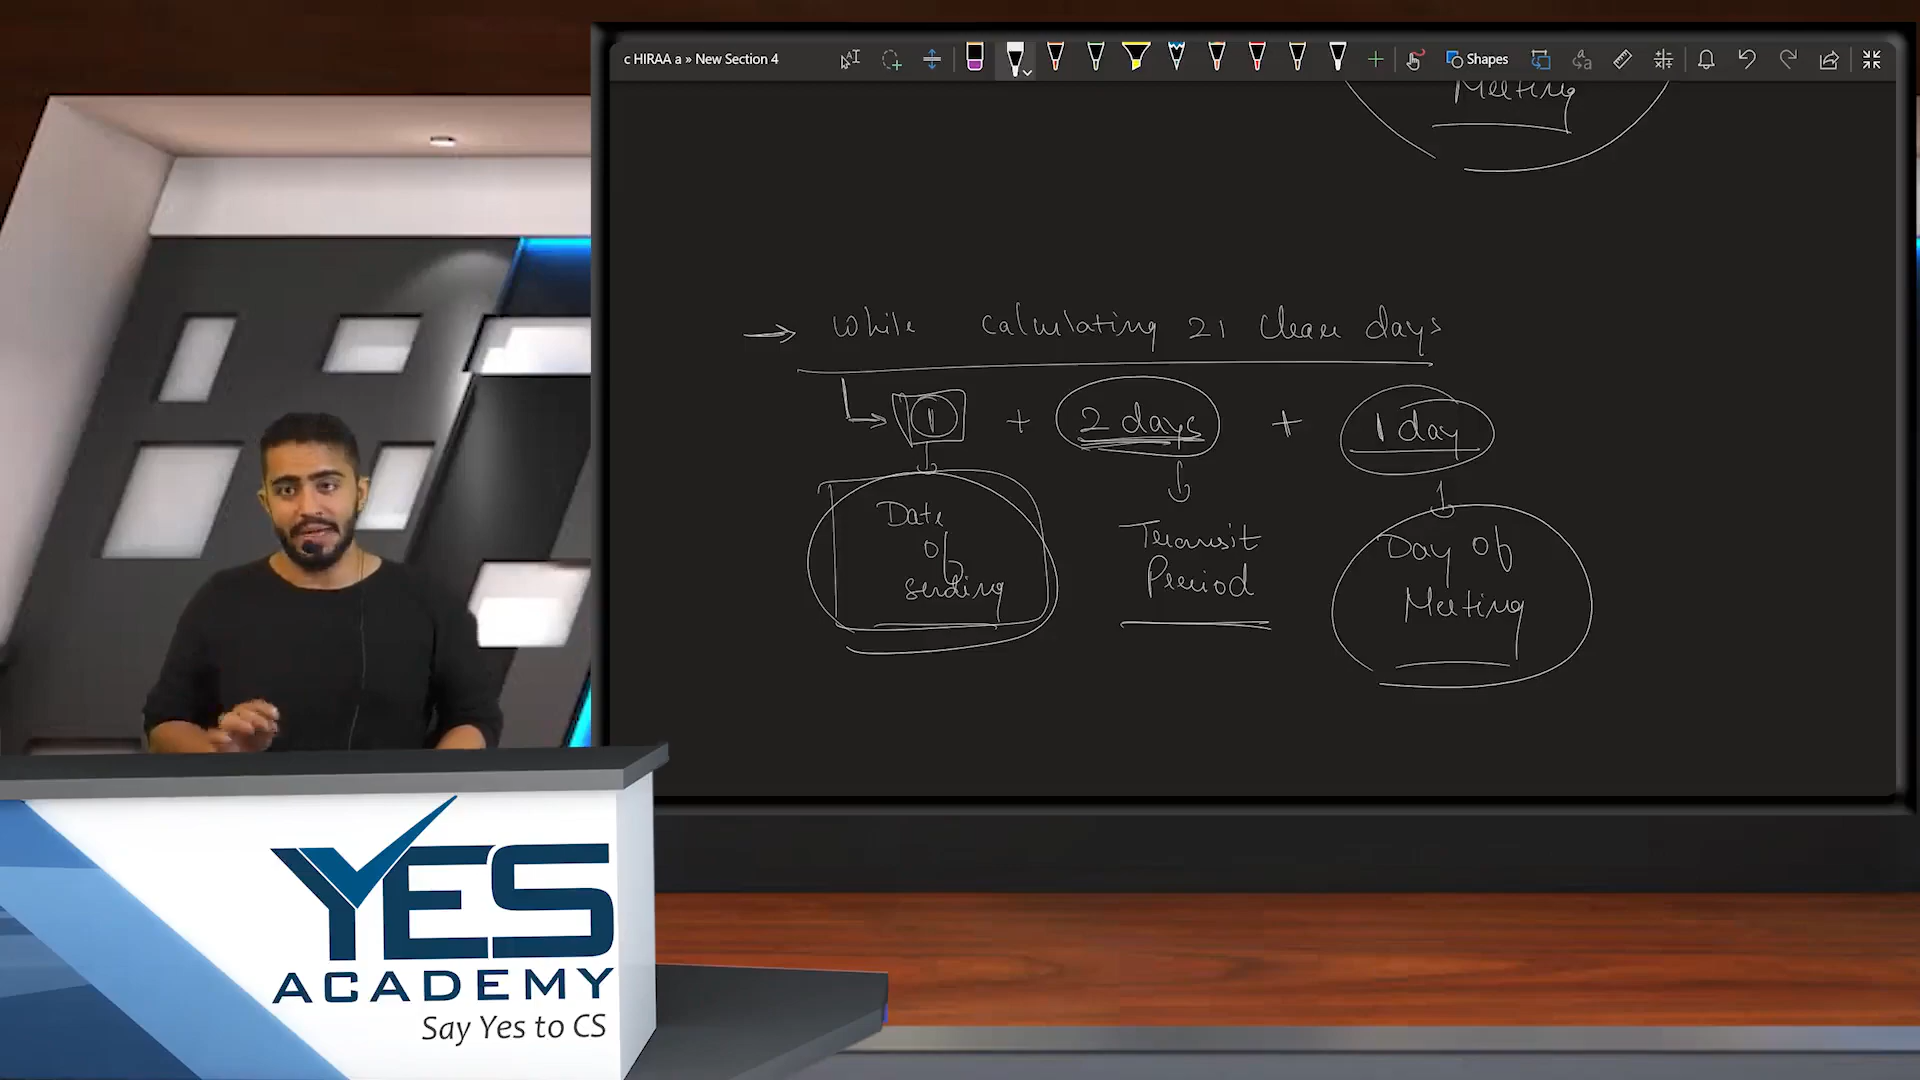 c HIRAA a » New Section 4
Shapes
Meeting
→ While calculating 21 clear days
1 + 2 days + 1 day
Date of sending
Transit Period
Day of Meeting
YES
ACADEMY
Say Yes to CS